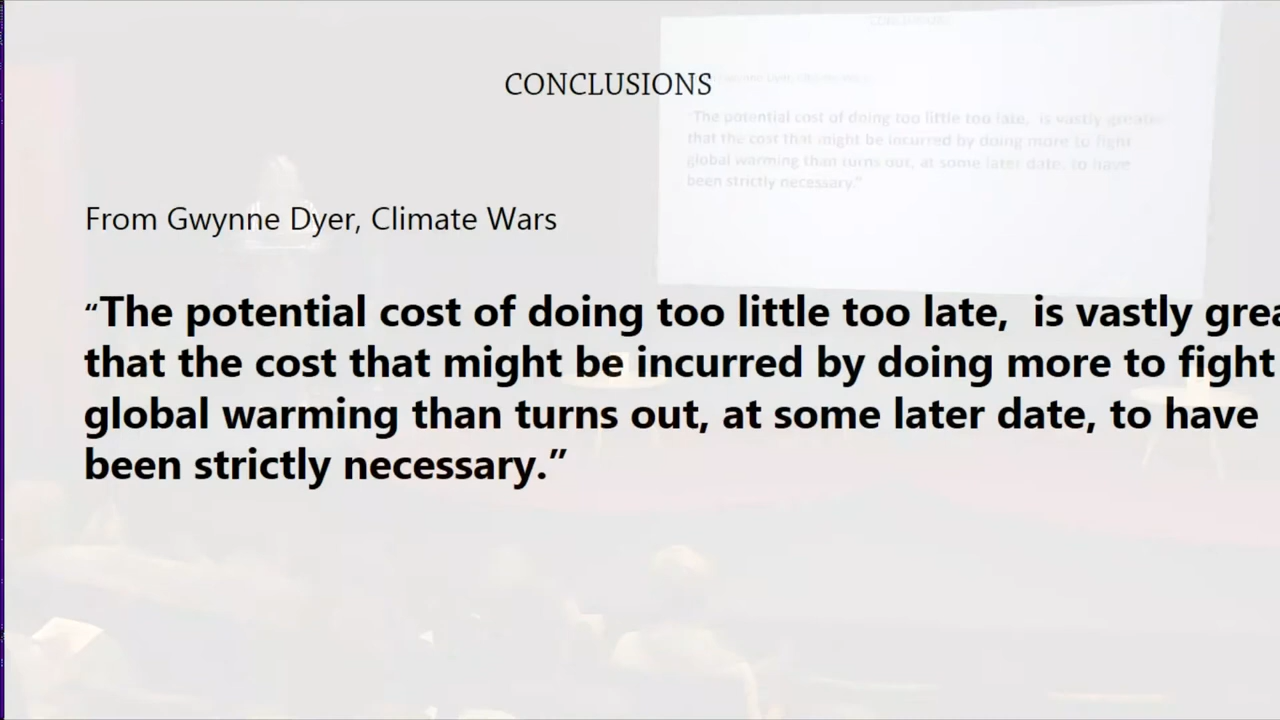 CONCLUSIONS
From Gwynne Dyer, Climate Wars
“The potential cost of doing too little too late,  is vastly
that the cost that might be incurred by doing more to fight
global warming than turns out, at some later date, to have
been strictly necessary.”
The potential cost of doing too little too late,  is vastly
that the cost that might be incurred by doing more to fight
global warming than turns out, at some later date, to have
been strictly necessary.”